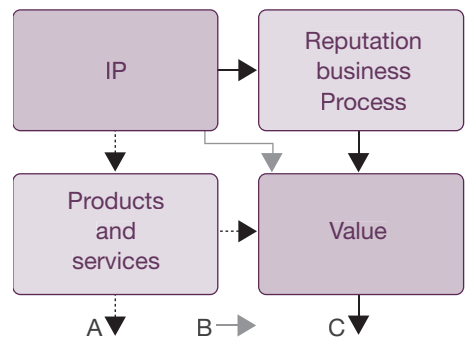 IP
Reputation
business
Process
Products
and
services
Value
A
B
C